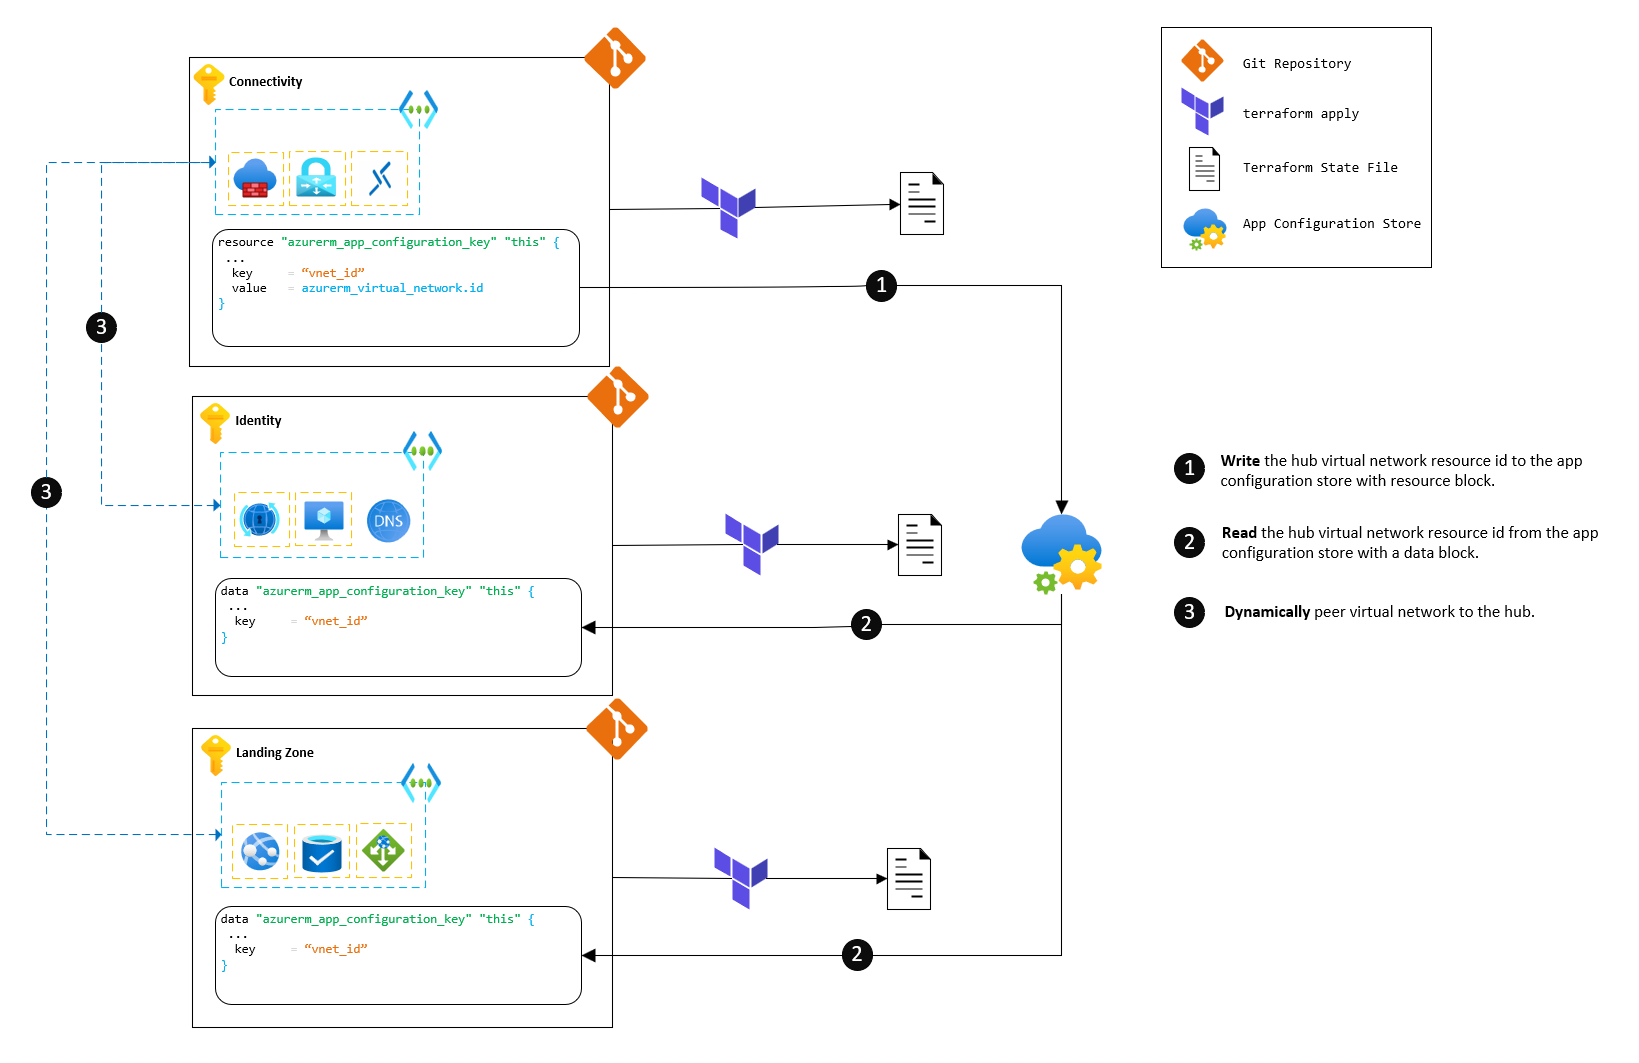 Connectivity
resource "azurerm_app_configuration_key" "this" {
...
key = “vnet_id”
value = azurerm_virtual_network.id
}
Identity
DNS
data "azurerm_app_configuration_key" "this" {
...
key = “vnet_id”
}
Landing Zone
data "azurerm_app_configuration_key" "this" {
...
key = “vnet_id”
}
3
3
1
2
2
Git Repository
terraform apply
Terraform State File
App Configuration Store
1 Write the hub virtual network resource id to the app
configuration store with resource block.
2 Read the hub virtual network resource id from the app
configuration store with a data block.
3 Dynamically peer virtual network to the hub.